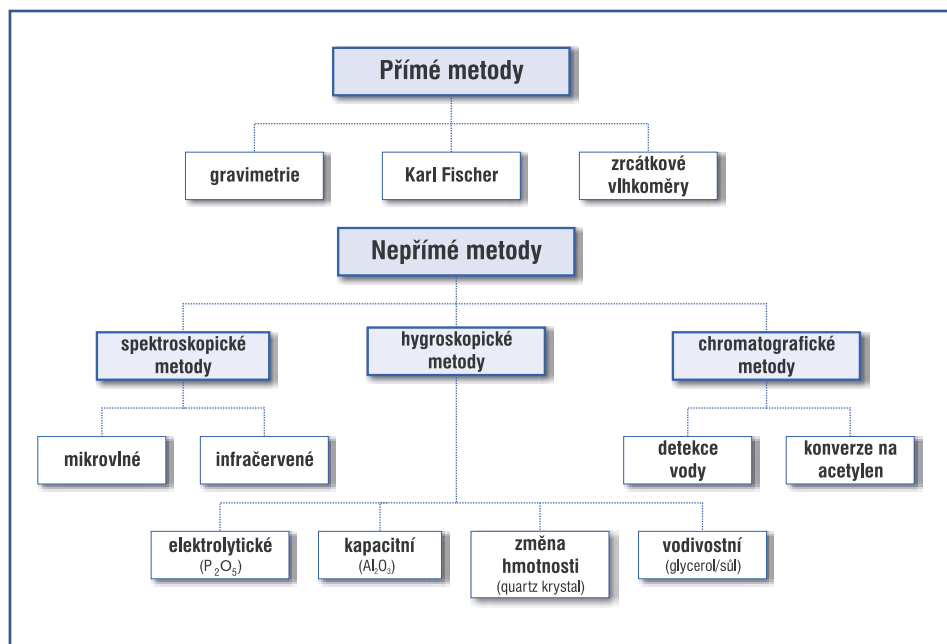 Přímé metody
gravimetrie
Karl Fischer
zrcátkové
vlhkoměry
Nepřímé metody
spektroskopické
metody
hygroskopické
metody
chromatografické
metody
mikrovlné
infračervené
detekce
vody
konverze na
acetylen
elektrolytické
(P₂O₅)
kapacitní
(Al₂O₃)
změna
hmotnosti
(quartz krystal)
vodivostní
(glycerol/sůl)